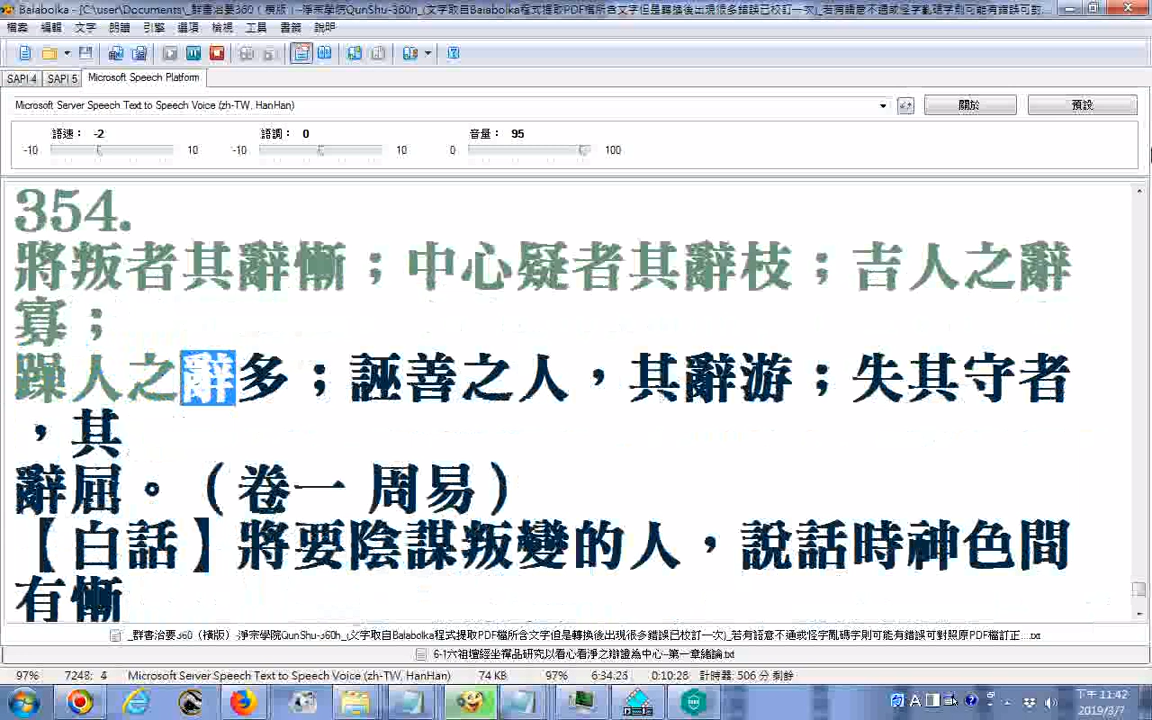 Balabolka - [C:\user\Documents\_群書治要360（橫版）-淨宗學院QunShu-360h_(文字取自Balabolka程式提取PDF檔所含文字但是轉換後出現很多錯誤已校訂一次)_若有語意不通或怪字亂碼字則可能有錯誤可對...
檔案 編輯 文字 朗讀 引擎 選項 檢視 工具 書籤 說明
SAPI 4 SAPI 5 Microsoft Speech Platform
Microsoft Server Speech Text to Speech Voice (zh-TW, HanHan) 關於 預設
語速： -2 語調： 0 音量： 95
-10 10 -10 10 0 100
354.
將叛者其辭慚；中心疑者其辭枝；吉人之辭
寡；
躁人之辭多；誣善之人，其辭游；失其守者
，其
辭屈。（卷一 周易）
【白話】將要陰謀叛變的人，說話時神色間
有慚
_群書治要360（橫版）-淨宗學院QunShu-360h_(文字取自Balabolka程式提取PDF檔所含文字但是轉換後出現很多錯誤已校訂一次)_若有語意不通或怪字亂碼字則可能有錯誤可對照原PDF檔訂正....txt
6-1六祖壇經坐禪品研究以看心看淨之辯證為中心--第一章緒論.txt
97% 7248: 4 Microsoft Server Speech Text to Speech Voice (zh-TW, HanHan) 74 KB 97% 6:34:23 0:10:28 計時器: 506 分 剩餘
下午 11:42
2019/3/7